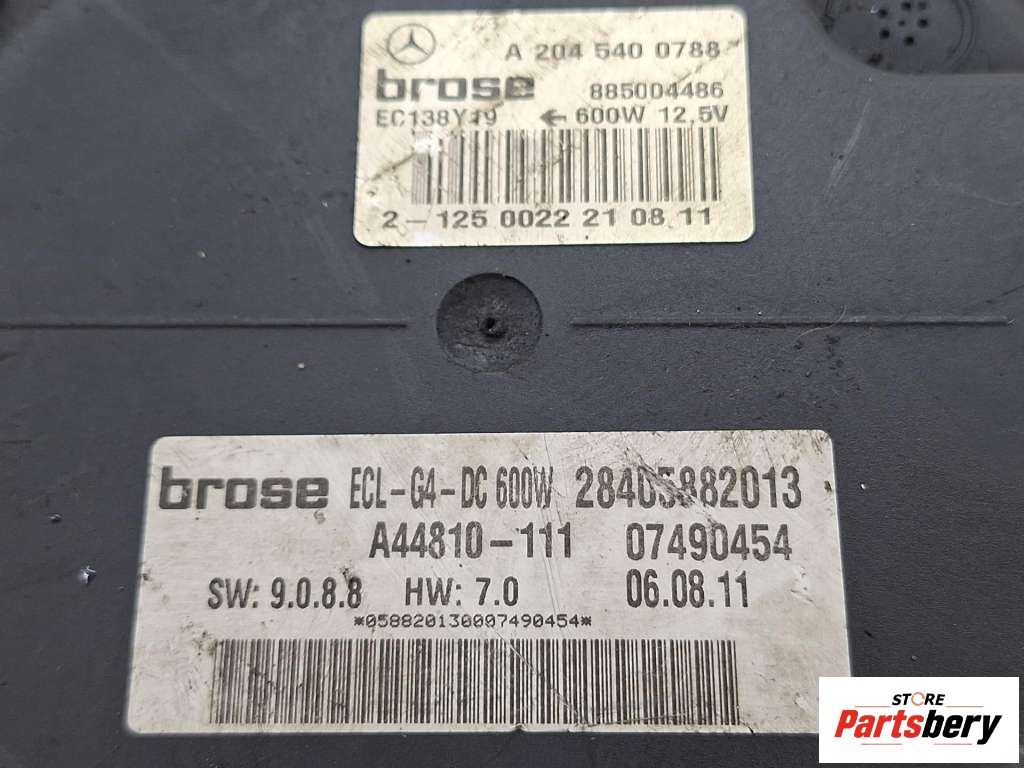 A 204 540 0788
brose 885004486
EC138Y19 ← 600W 12,5V
2-125 0022 21 08 11
brose ECL-G4-DC 600W 28405882013
A44810-111 07490454
SW: 9.0.8.8 HW: 7.0 06.08.11
*058820130007490454*
STORE
Partsbery